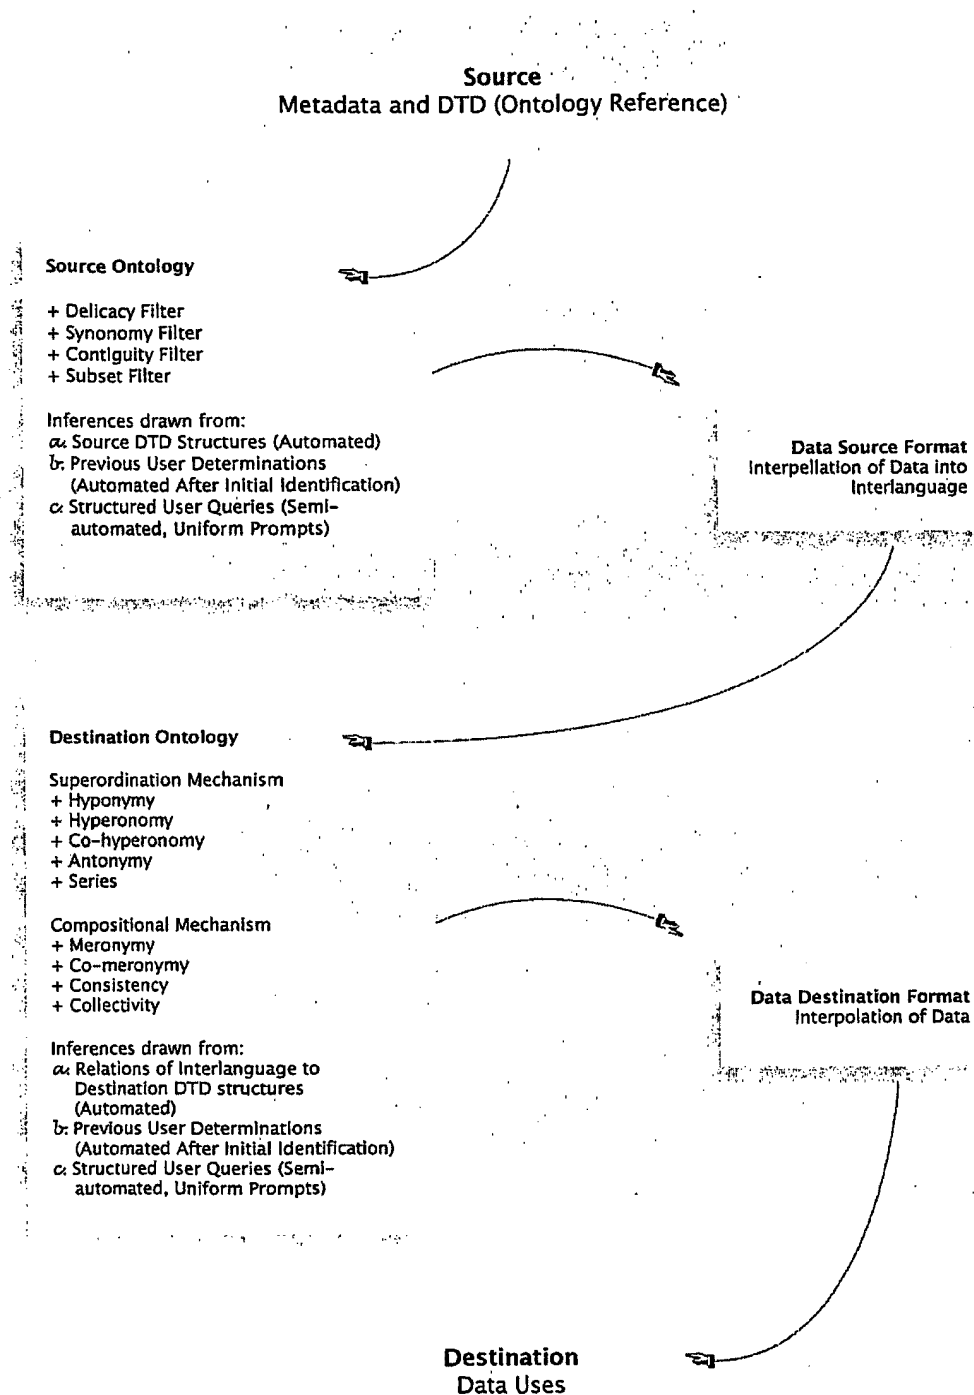 Source
Metadata and DTD (Ontology Reference)
Source Ontology
+ Delicacy Filter
+ Synonomy Filter
+ Contiguity Filter
+ Subset Filter
Inferences drawn from:
a: Source DTD Structures (Automated)
b: Previous User Determinations
(Automated After Initial Identification)
c: Structured User Queries (Semi-
automated, Uniform Prompts)
Data Source Format
Interpellation of Data into
Interlanguage
Destination Ontology
Superordination Mechanism
+ Hyponymy
+ Hyperonomy
+ Co-hyperonomy
+ Antonymy
+ Series
Compositional Mechanism
+ Meronymy
+ Co-meronymy
+ Consistency
+ Collectivity
Inferences drawn from:
a: Relations of Interlanguage to
Destination DTD structures
(Automated)
b: Previous User Determinations
(Automated After Initial Identification)
c: Structured User Queries (Semi-
automated, Uniform Prompts)
Data Destination Format
Interpolation of Data
Destination
Data Uses